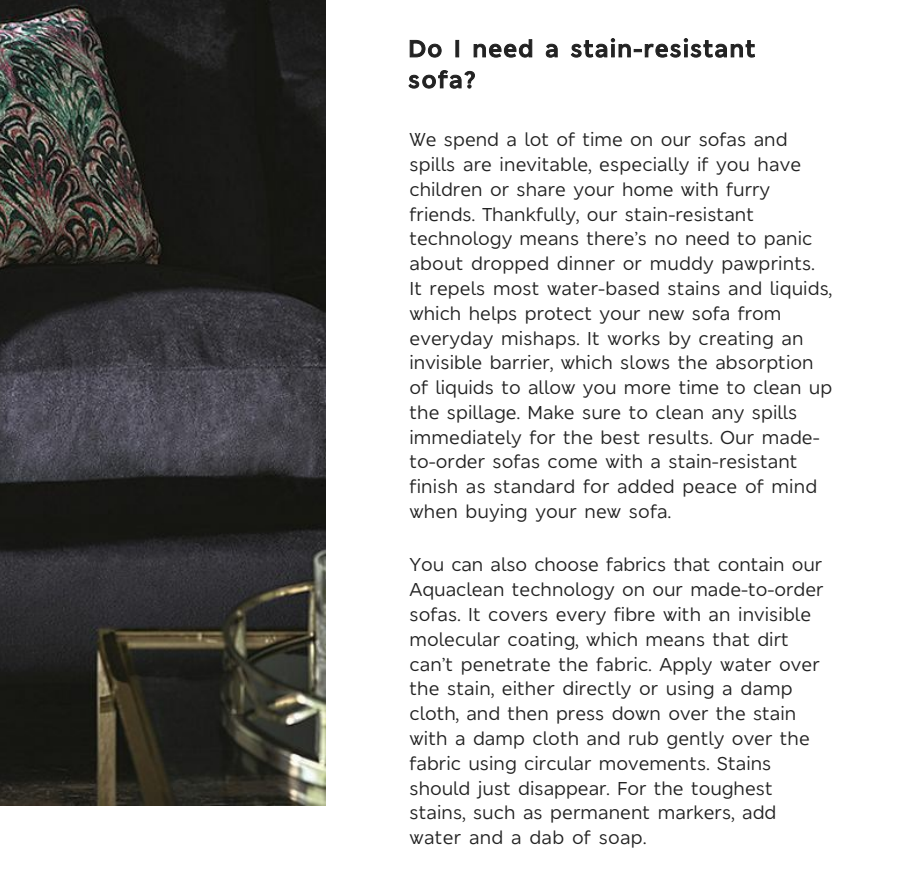 Do I need a stain-resistant
sofa?
We spend a lot of time on our sofas and
spills are inevitable, especially if you have
children or share your home with furry
friends. Thankfully, our stain-resistant
technology means there's no need to panic
about dropped dinner or muddy pawprints.
It repels most water-based stains and liquids,
which helps protect your new sofa from
everyday mishaps. It works by creating an
invisible barrier, which slows the absorption
of liquids to allow you more time to clean up
the spillage. Make sure to clean any spills
immediately for the best results. Our made-
to-order sofas come with a stain-resistant
finish as standard for added peace of mind
when buying your new sofa.
You can also choose fabrics that contain our
Aquaclean technology on our made-to-order
sofas. It covers every fibre with an invisible
molecular coating, which means that dirt
can't penetrate the fabric. Apply water over
the stain, either directly or using a damp
cloth, and then press down over the stain
with a damp cloth and rub gently over the
fabric using circular movements. Stains
should just disappear. For the toughest
stains, such as permanent markers, add
water and a dab of soap.